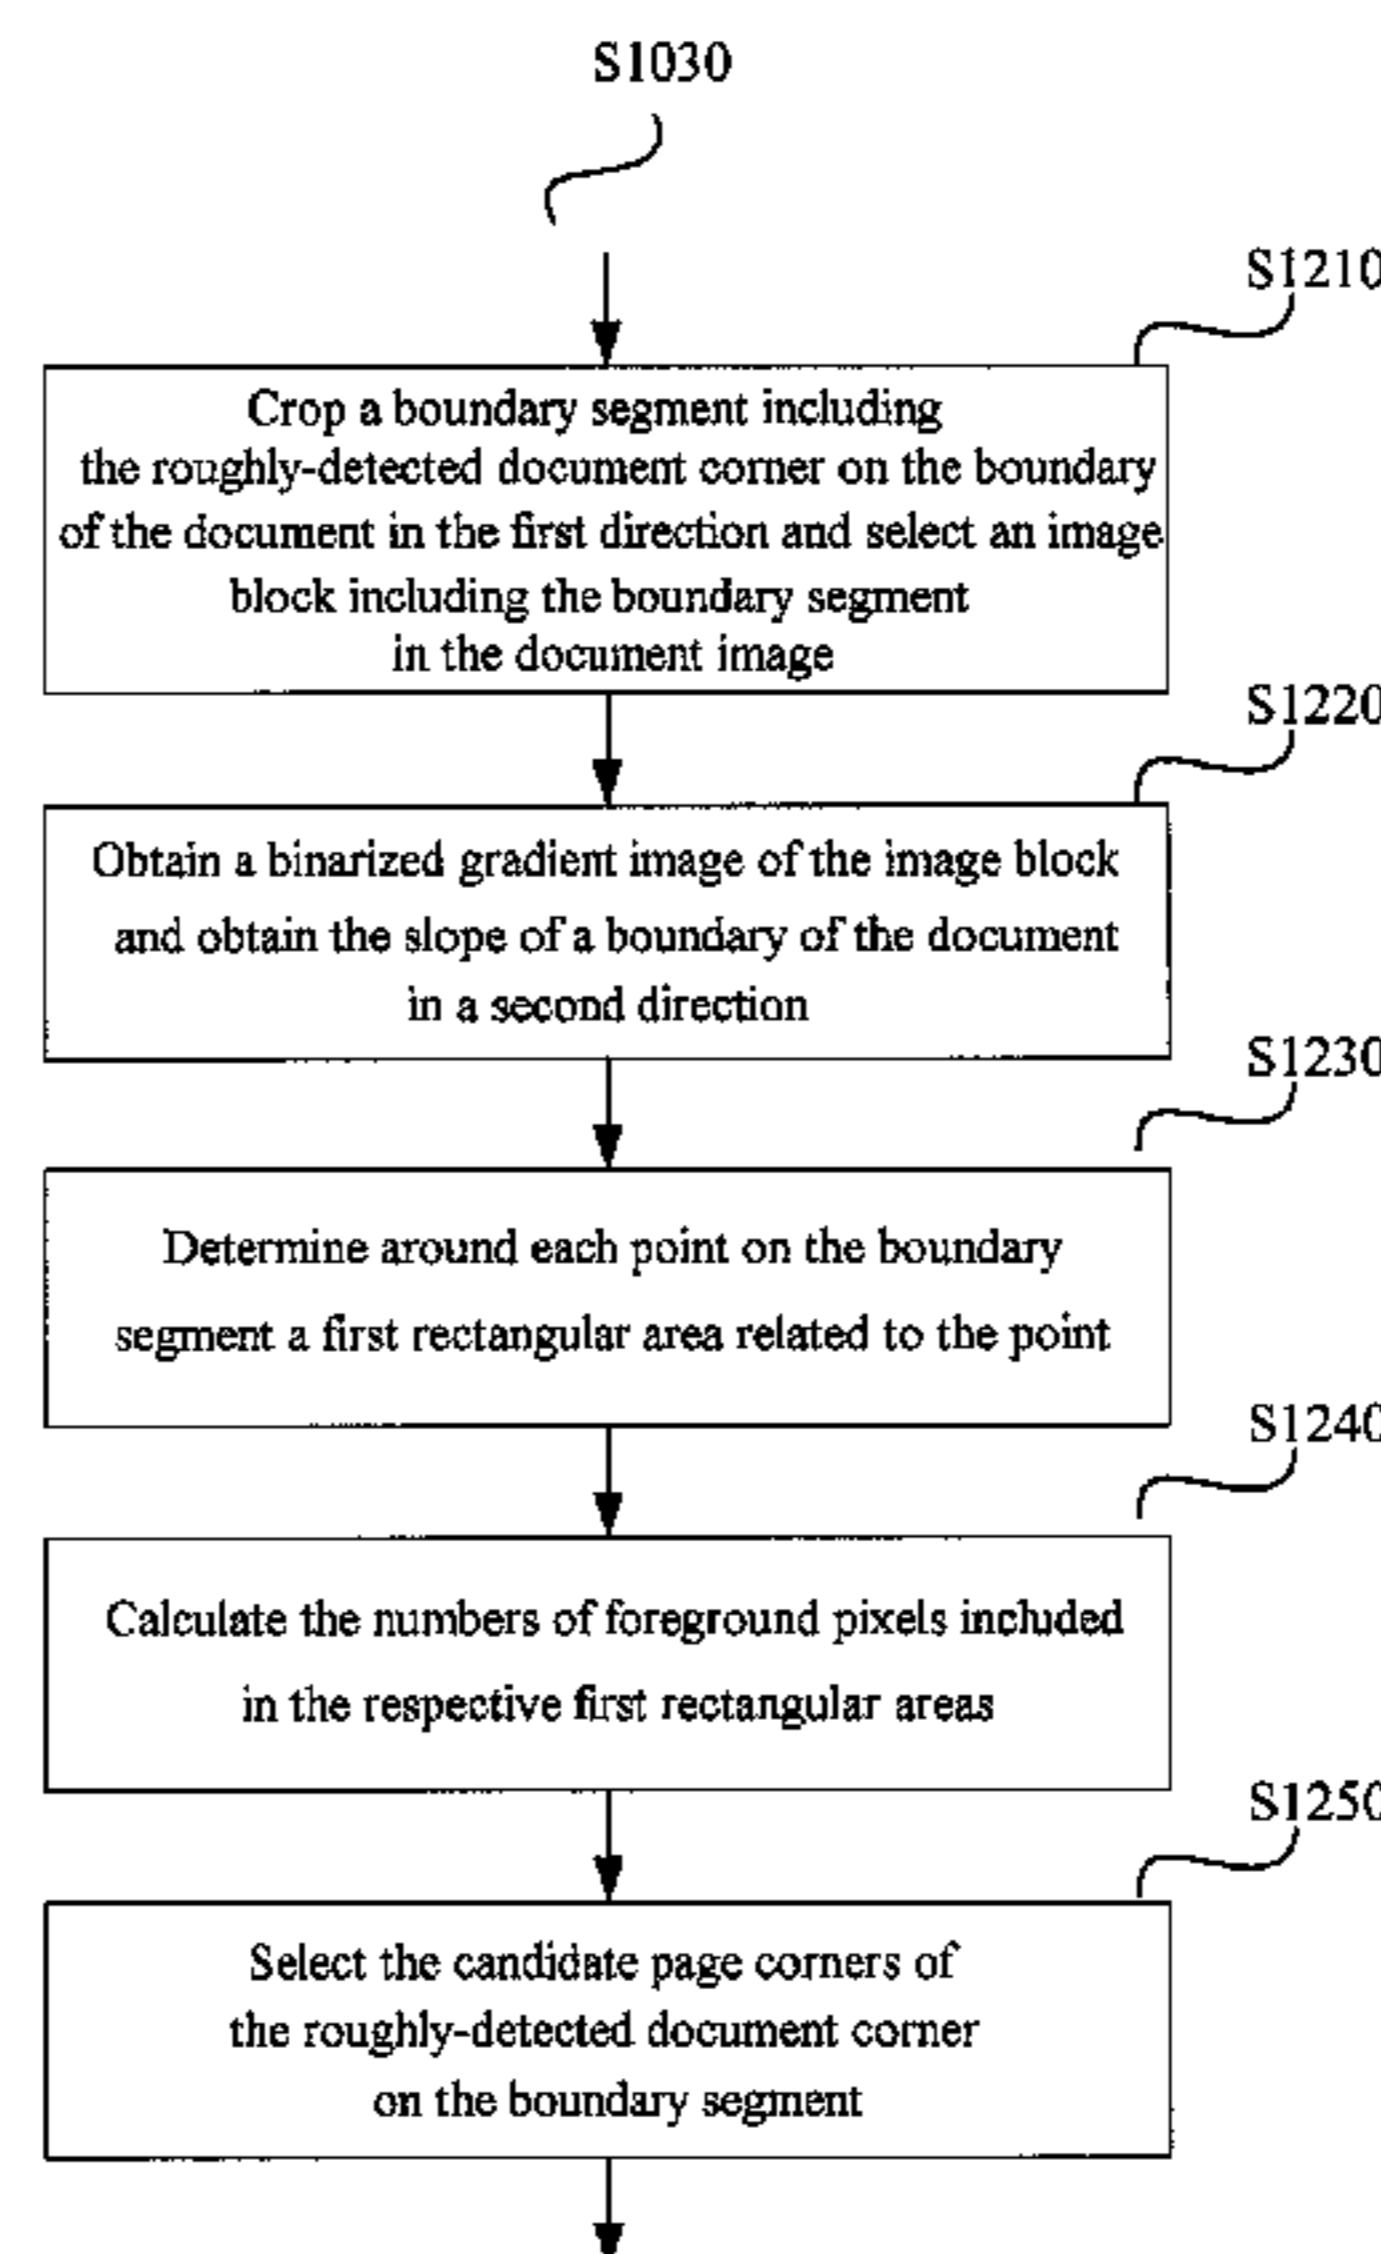 S1030
S1210
Crop a boundary segment including
the roughly-detected document corner on the boundary
of the document in the first direction and select an image
block including the boundary segment
in the document image
S1220
Obtain a binarized gradient image of the image block
and obtain the slope of a boundary of the document
in a second direction
S1230
Determine around each point on the boundary
segment a first rectangular area related to the point
S1240
Calculate the numbers of foreground pixels included
in the respective first rectangular areas
S1250
Select the candidate page corners of
the roughly-detected document corner
on the boundary segment